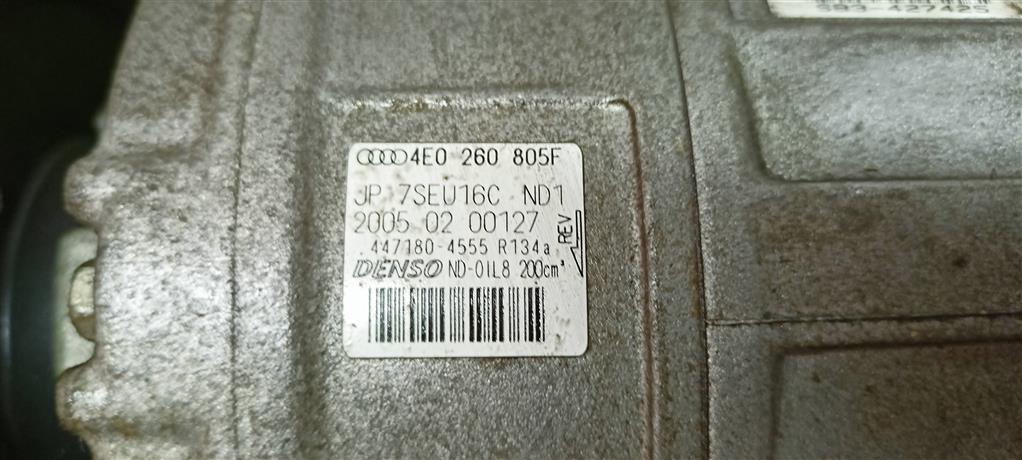 4E0 260 805F
JP 7SEU16C ND1
2005 02 00127
447180-4555 R134a
DENSO ND-OIL8 200cm³
REV